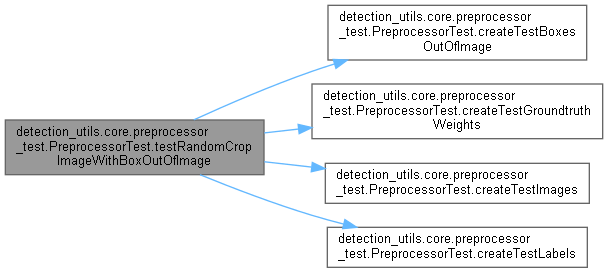 detection_utils.core.preprocessor
_test.PreprocessorTest.testRandomCrop
ImageWithBoxOutOfImage
detection_utils.core.preprocessor
_test.PreprocessorTest.createTestBoxes
OutOfImage
detection_utils.core.preprocessor
_test.PreprocessorTest.createTestGroundtruth
Weights
detection_utils.core.preprocessor
_test.PreprocessorTest.createTestImages
detection_utils.core.preprocessor
_test.PreprocessorTest.createTestLabels